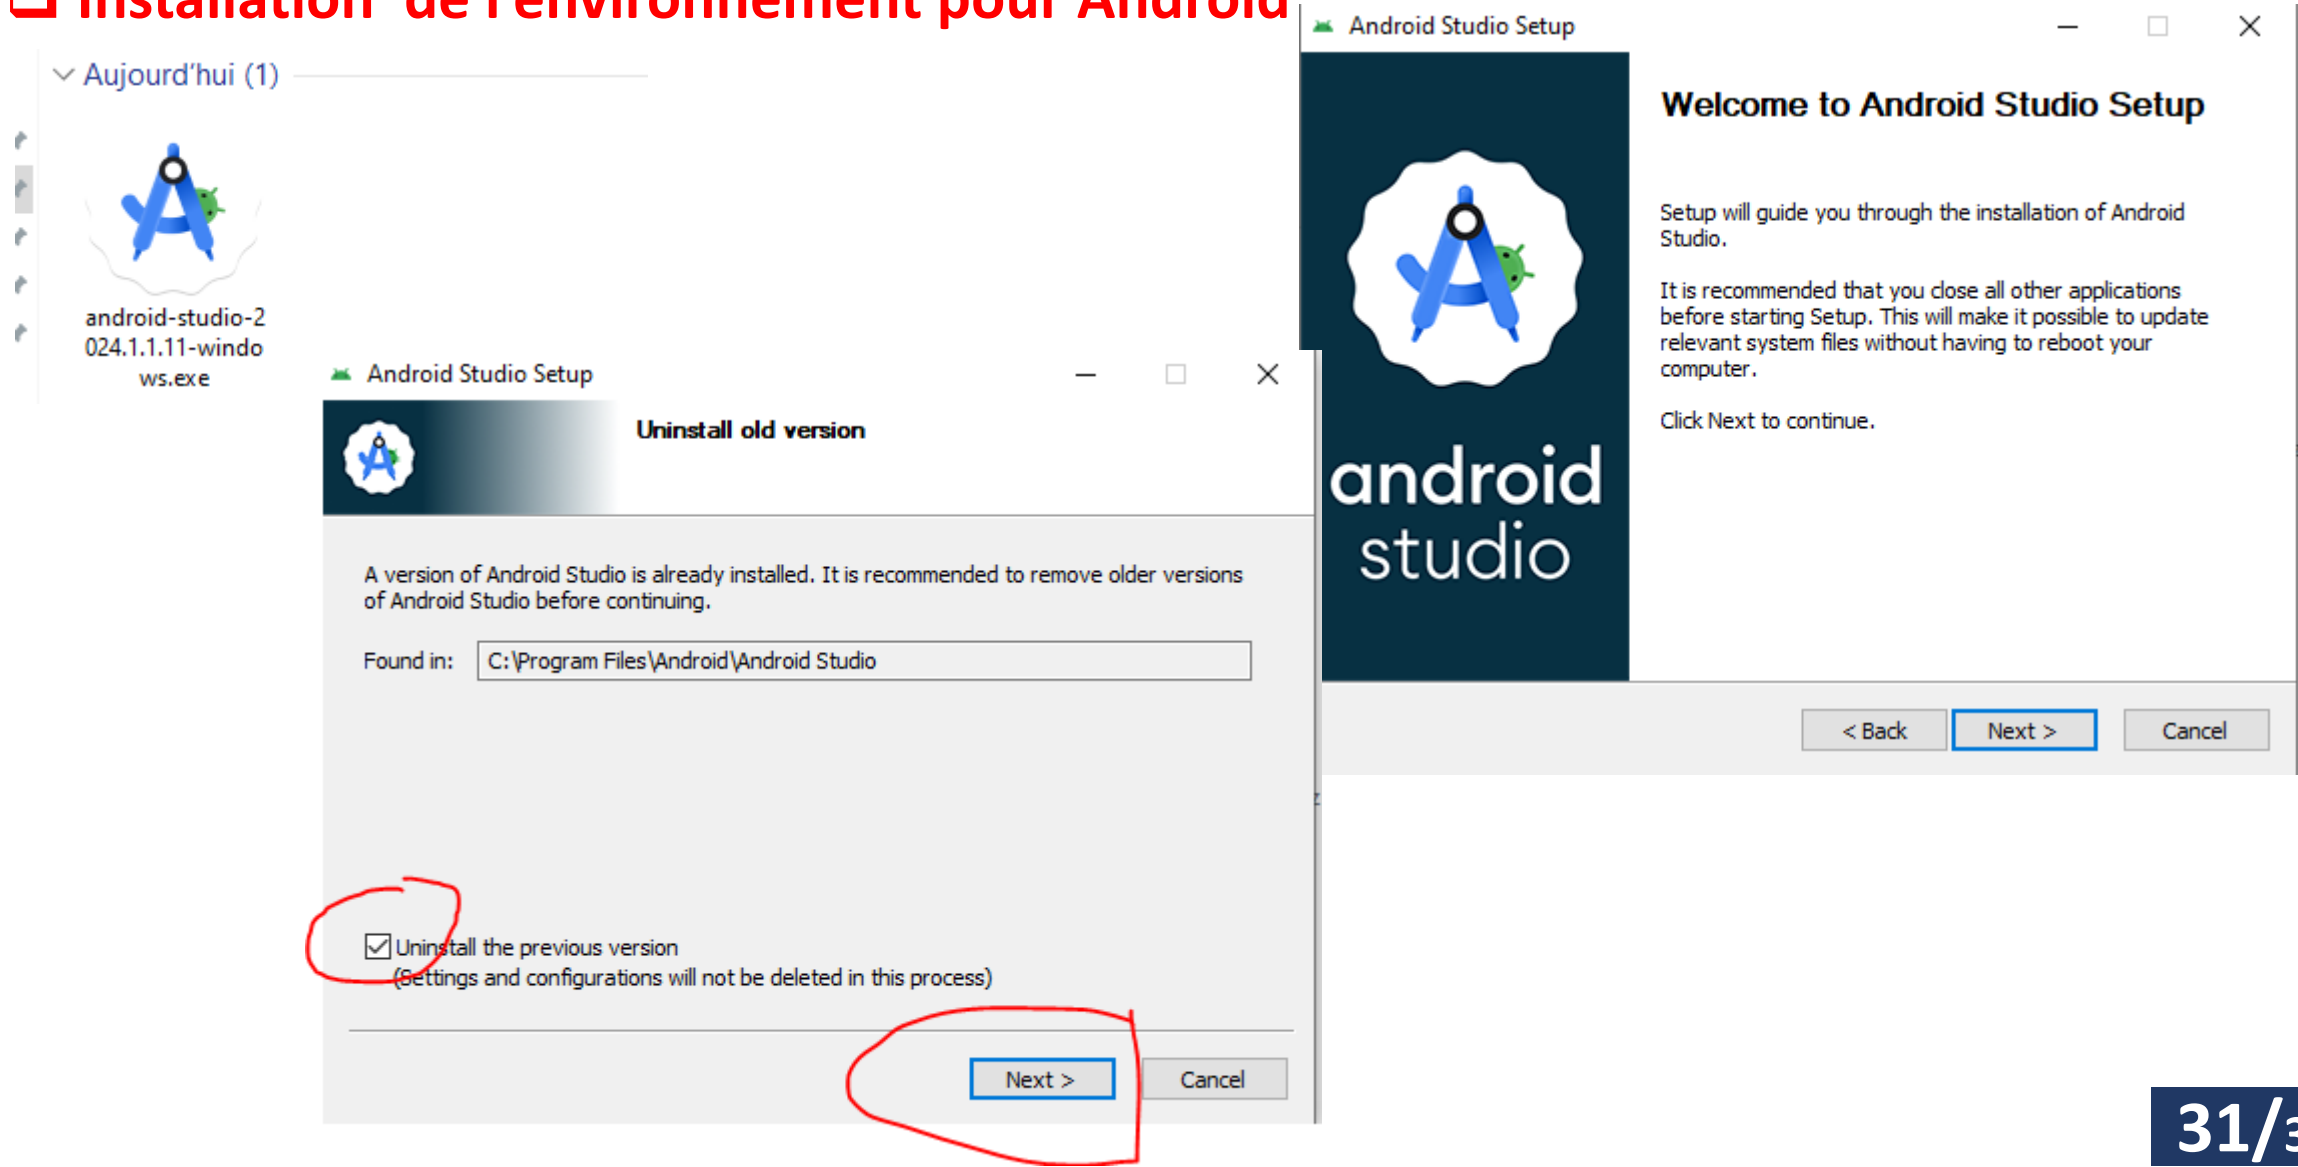 Installation de l'environnement pour Android
Aujourd'hui (1)
android-studio-2
024.1.1.11-windo
ws.exe
Android Studio Setup
Uninstall old version
A version of Android Studio is already installed. It is recommended to remove older versions
of Android Studio before continuing.
Found in: C:\Program Files\Android\Android Studio
Uninstall the previous version
(Settings and configurations will not be deleted in this process)
Next >
Cancel
Android Studio Setup
android
studio
Welcome to Android Studio Setup
Setup will guide you through the installation of Android
Studio.
It is recommended that you close all other applications
before starting Setup. This will make it possible to update
relevant system files without having to reboot your
computer.
Click Next to continue.
< Back
Next >
Cancel
31/